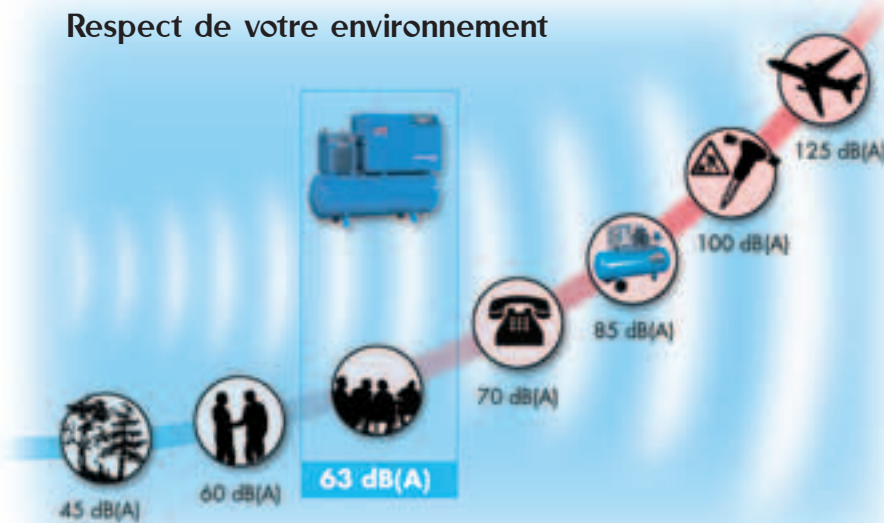 Respect de votre environnement
45 dB(A)
60 dB(A)
63 dB(A)
70 dB(A)
85 dB(A)
100 dB(A)
125 dB(A)